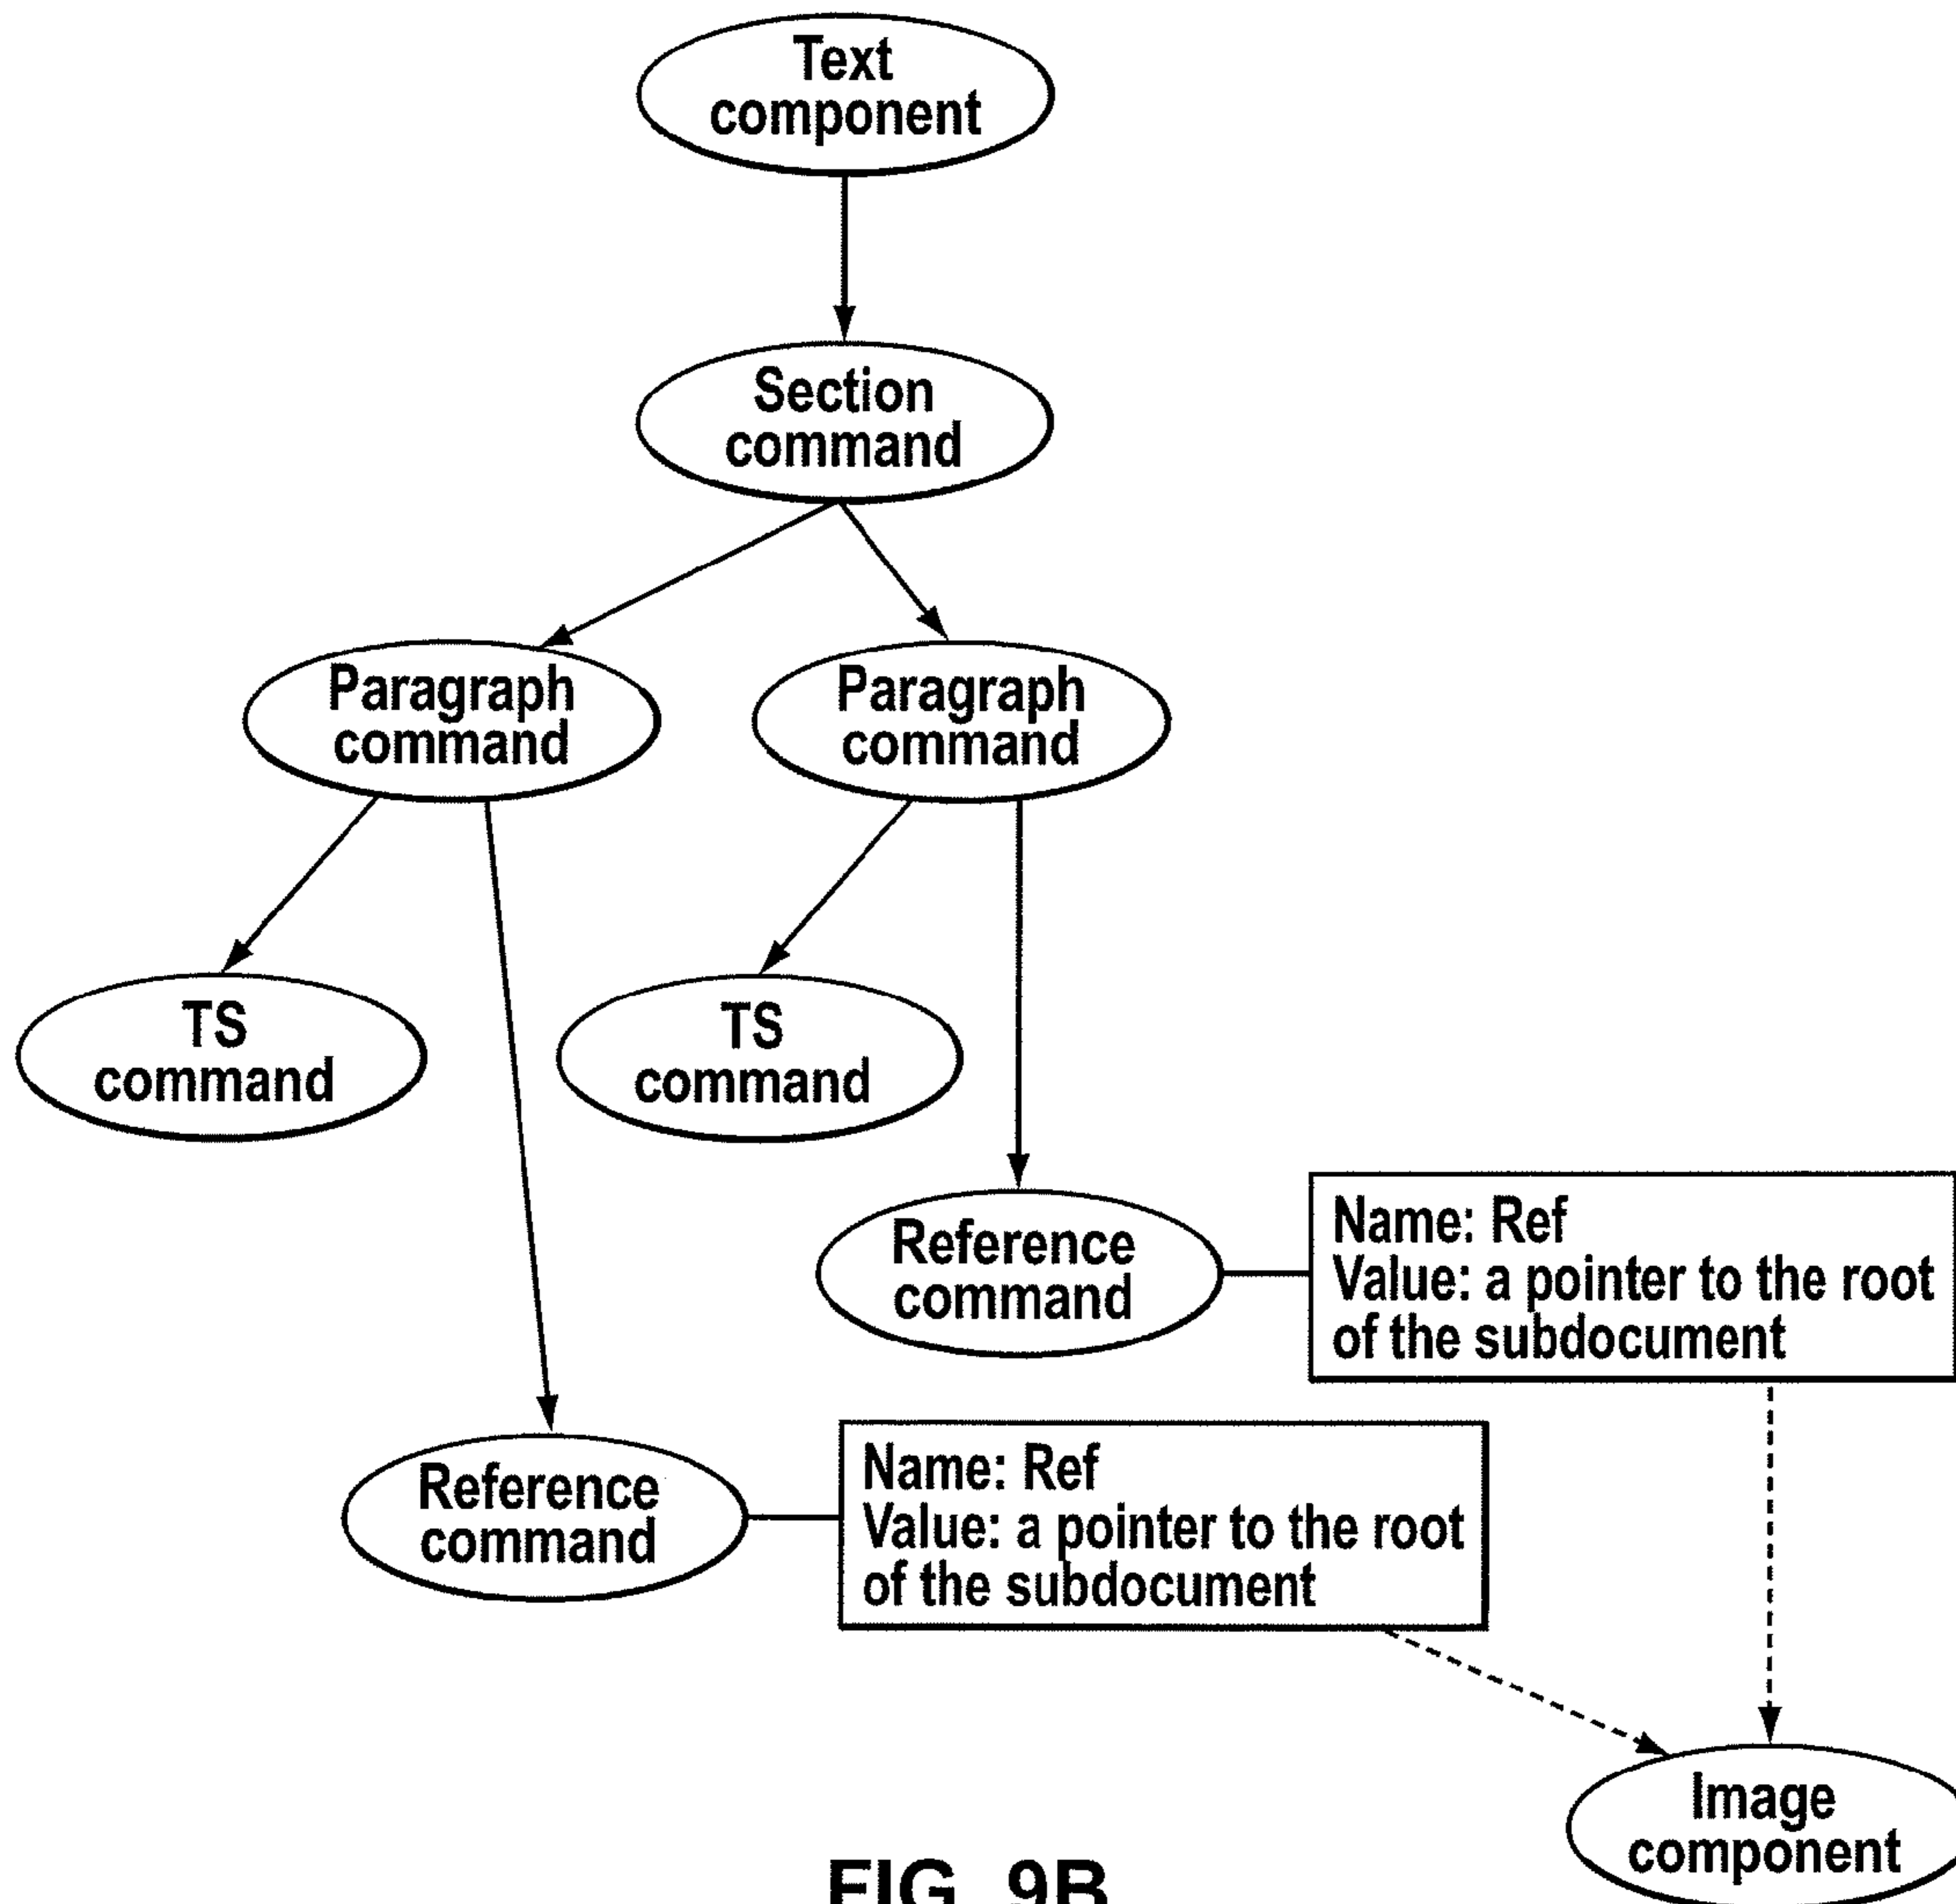 Text
component
Section
command
Paragraph
command
Paragraph
command
TS
command
TS
command
Reference
command
Name: Ref
Value: a pointer to the root
of the subdocument
Reference
command
Name: Ref
Value: a pointer to the root
of the subdocument
Image
component
FIG. 9B